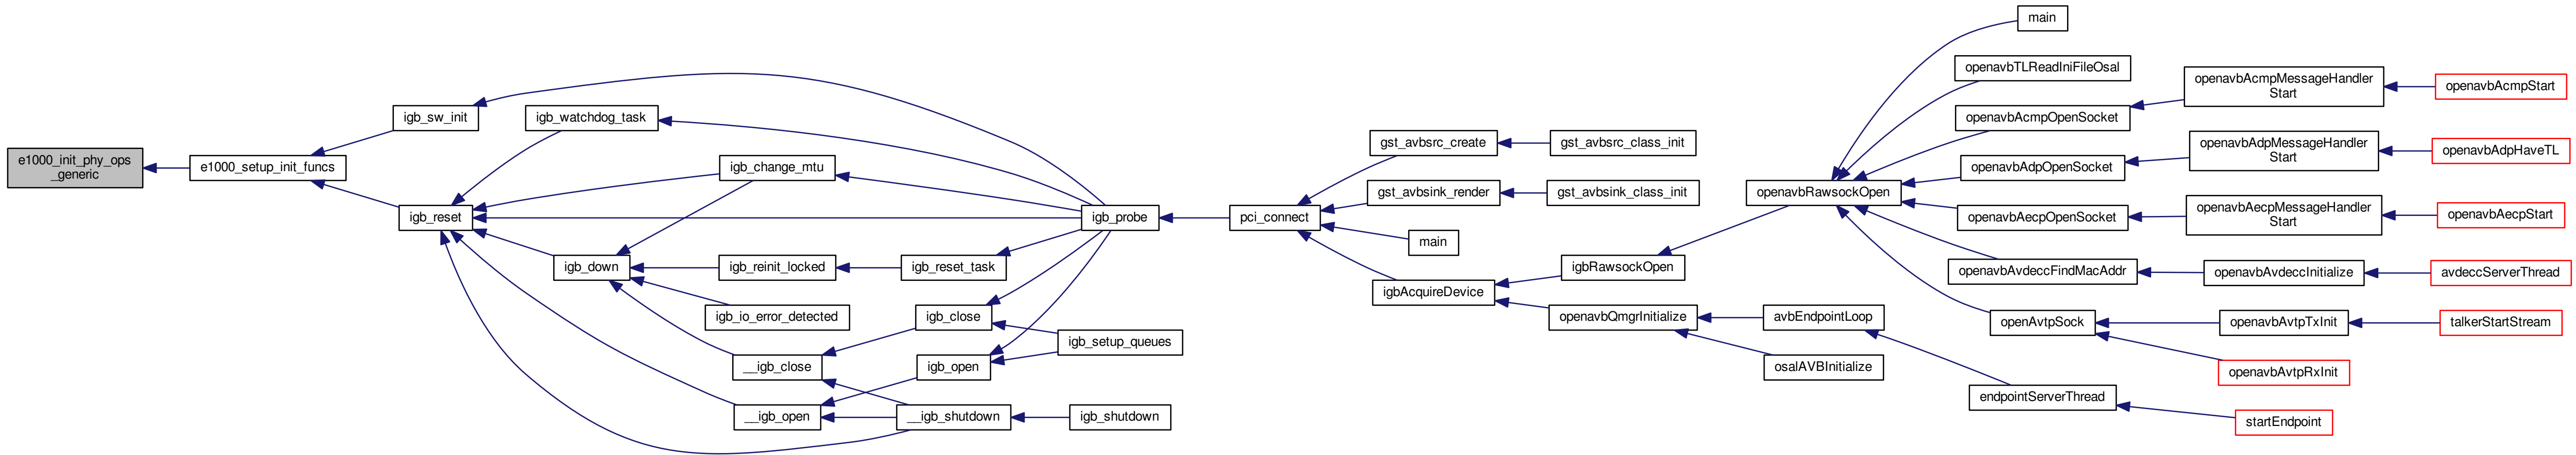 e1000_init_phy_ops
_generic
e1000_setup_init_funcs
igb_sw_init
igb_reset
igb_watchdog_task
igb_change_mtu
igb_down
igb_reinit_locked
igb_reset_task
igb_io_error_detected
igb_close
__igb_close
igb_open
igb_setup_queues
__igb_open
__igb_shutdown
igb_shutdown
igb_probe
pci_connect
gst_avbsrc_create
gst_avbsrc_class_init
gst_avbsink_render
gst_avbsink_class_init
main
igbAcquireDevice
igbRawsockOpen
openavbQmgrInitialize
avbEndpointLoop
osalAVBInitialize
endpointServerThread
startEndpoint
openavbRawsockOpen
main
openavbTLReadIniFileOsal
openavbAcmpOpenSocket
openavbAcmpMessageHandler
Start
openavbAcmpStart
openavbAdpOpenSocket
openavbAdpMessageHandler
Start
openavbAdpHaveTL
openavbAecpOpenSocket
openavbAecpMessageHandler
Start
openavbAecpStart
openavbAvdeccFindMacAddr
openavbAvdeccInitialize
avdeccServerThread
openAvtpSock
openavbAvtpTxInit
talkerStartStream
openavbAvtpRxInit